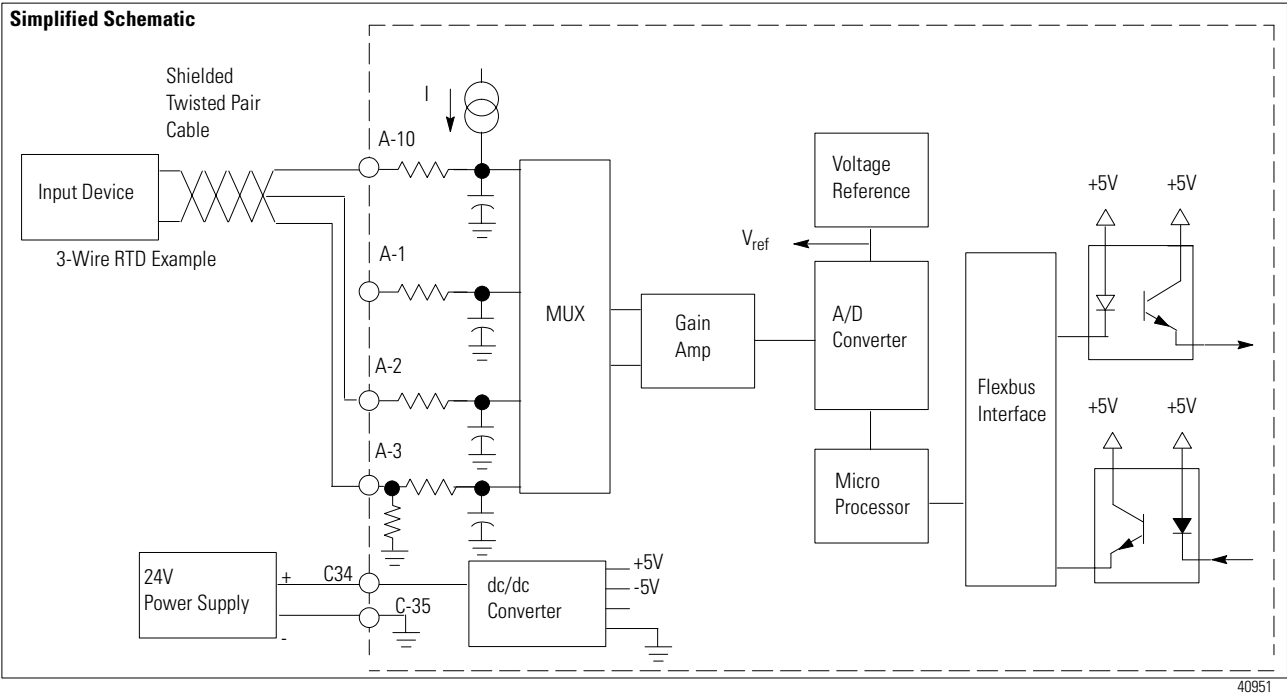 Simplified Schematic
Shielded
Twisted Pair
Cable
I
A-10
Input Device
3-Wire RTD Example
A-1
A-2
A-3
MUX
Gain
Amp
Voltage
Reference
Vref
A/D
Converter
Micro
Processor
Flexbus
Interface
+5V
+5V
+5V
+5V
24V
Power Supply
+
-
C34
C-35
dc/dc
Converter
+5V
-5V
40951